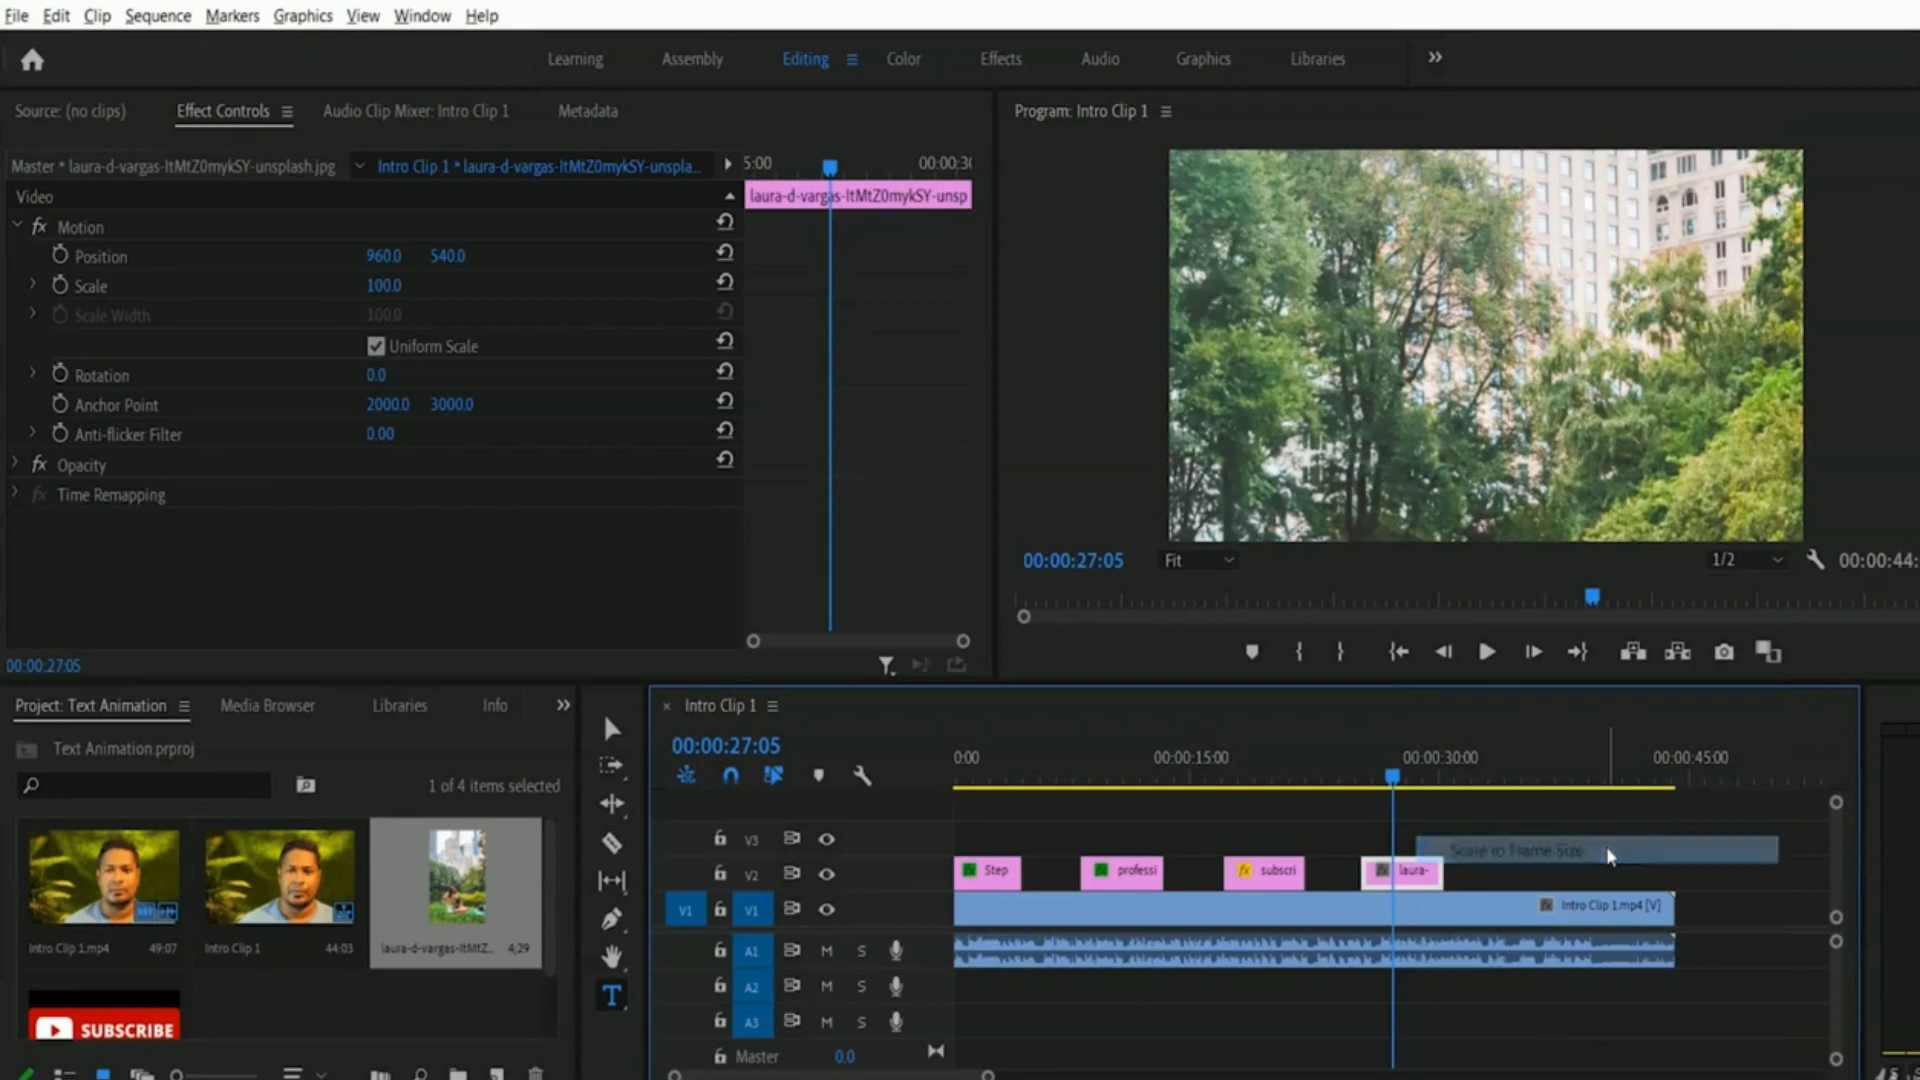 File Edit Clip Sequence Markers Graphics View Window Help
Learning Assembly Editing Color Effects Audio Graphics Libraries
Source: (no clips) Effect Controls Audio Clip Mixer: Intro Clip 1 Metadata
Program: Intro Clip 1
Master * laura-d-vargas-ItMtZ0mykSY-unsplash.jpg Intro Clip 1 * laura-d-vargas-ItMtZ0mykSY-unspla...
5:00 00:00:30
Video
laura-d-vargas-ItMtZ0mykSY-unsp
fx Motion
Position 960.0 540.0
Scale 100.0
Scale Width 100.0
Uniform Scale
Rotation 0.0
Anchor Point 2000.0 3000.0
Anti-flicker Filter 0.00
fx Opacity
fx Time Remapping
00:00:27:05
00:00:27:05 Fit 1/2 00:00:44:
Project: Text Animation Media Browser Libraries Info
Text Animation.prproj
1 of 4 items selected
Intro Clip 1.mp4 49:07
Intro Clip 1 44:03
laura-d-vargas-ItMtZ... 4;29
SUBSCRIBE
Intro Clip 1
00:00:27:05
0:00 00:00:15:00 00:00:30:00 00:00:45:00
V3
Scale to Frame Size
V2
fx Step
fx professi
fx subscri
fx laura-
V1 V1
fx Intro Clip 1.mp4 [V]
A1 M S
A2 M S
A3 M S
Master 0.0